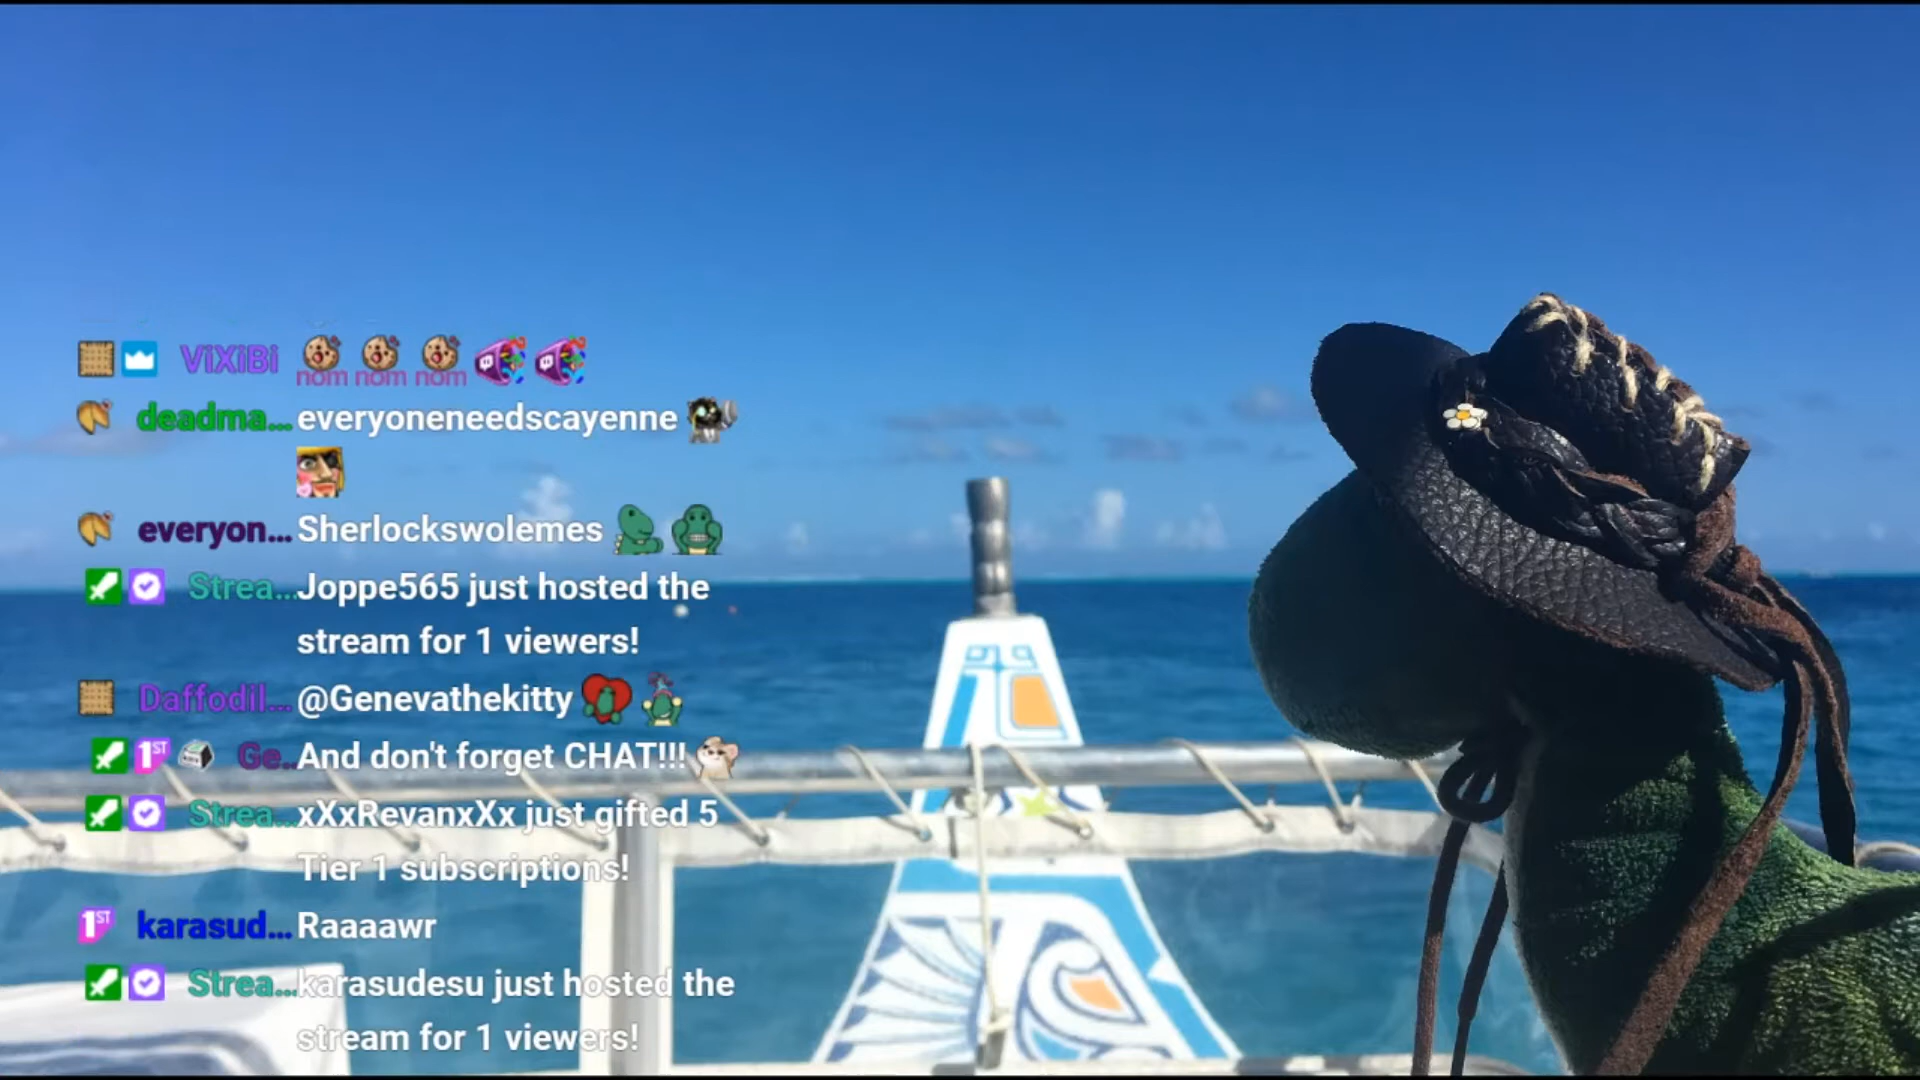 ViXiBi nom nom nom
deadma... everyoneneedscayenne
everyon... Sherlockswolemes
Strea... Joppe565 just hosted the
stream for 1 viewers!
Daffodil... @Genevathekitty
1ST Ge.. And don't forget CHAT!!!
Strea... xXxRevanxXx just gifted 5
Tier 1 subscriptions!
1ST karasud... Raaaawr
Strea... karasudesu just hosted the
stream for 1 viewers!